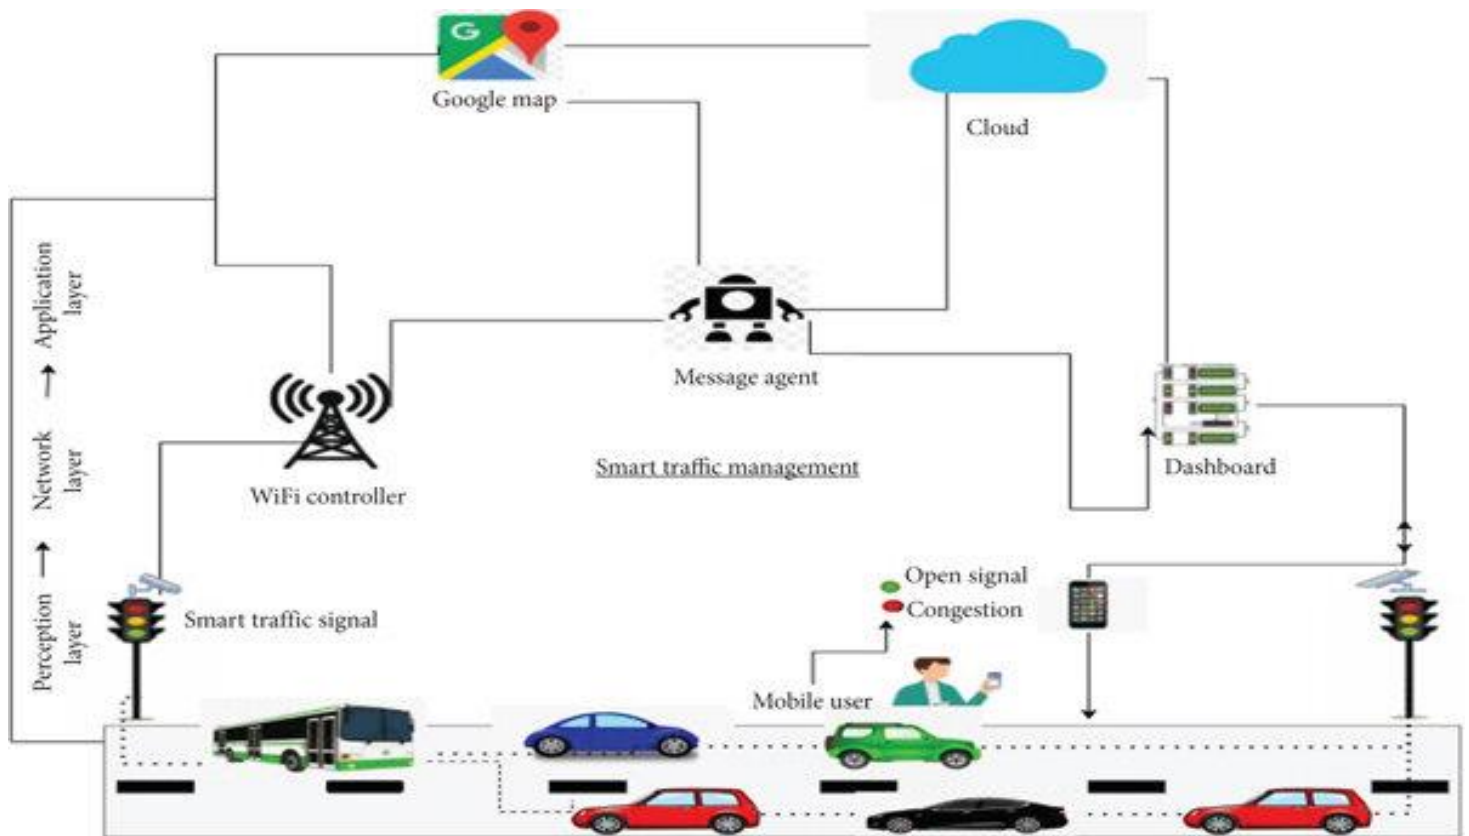 G
Google map
Cloud
Application
layer
Message agent
Network
layer
WiFi controller
Smart traffic management
Dashboard
Perception
layer
Smart traffic signal
Open signal
Congestion
Mobile user